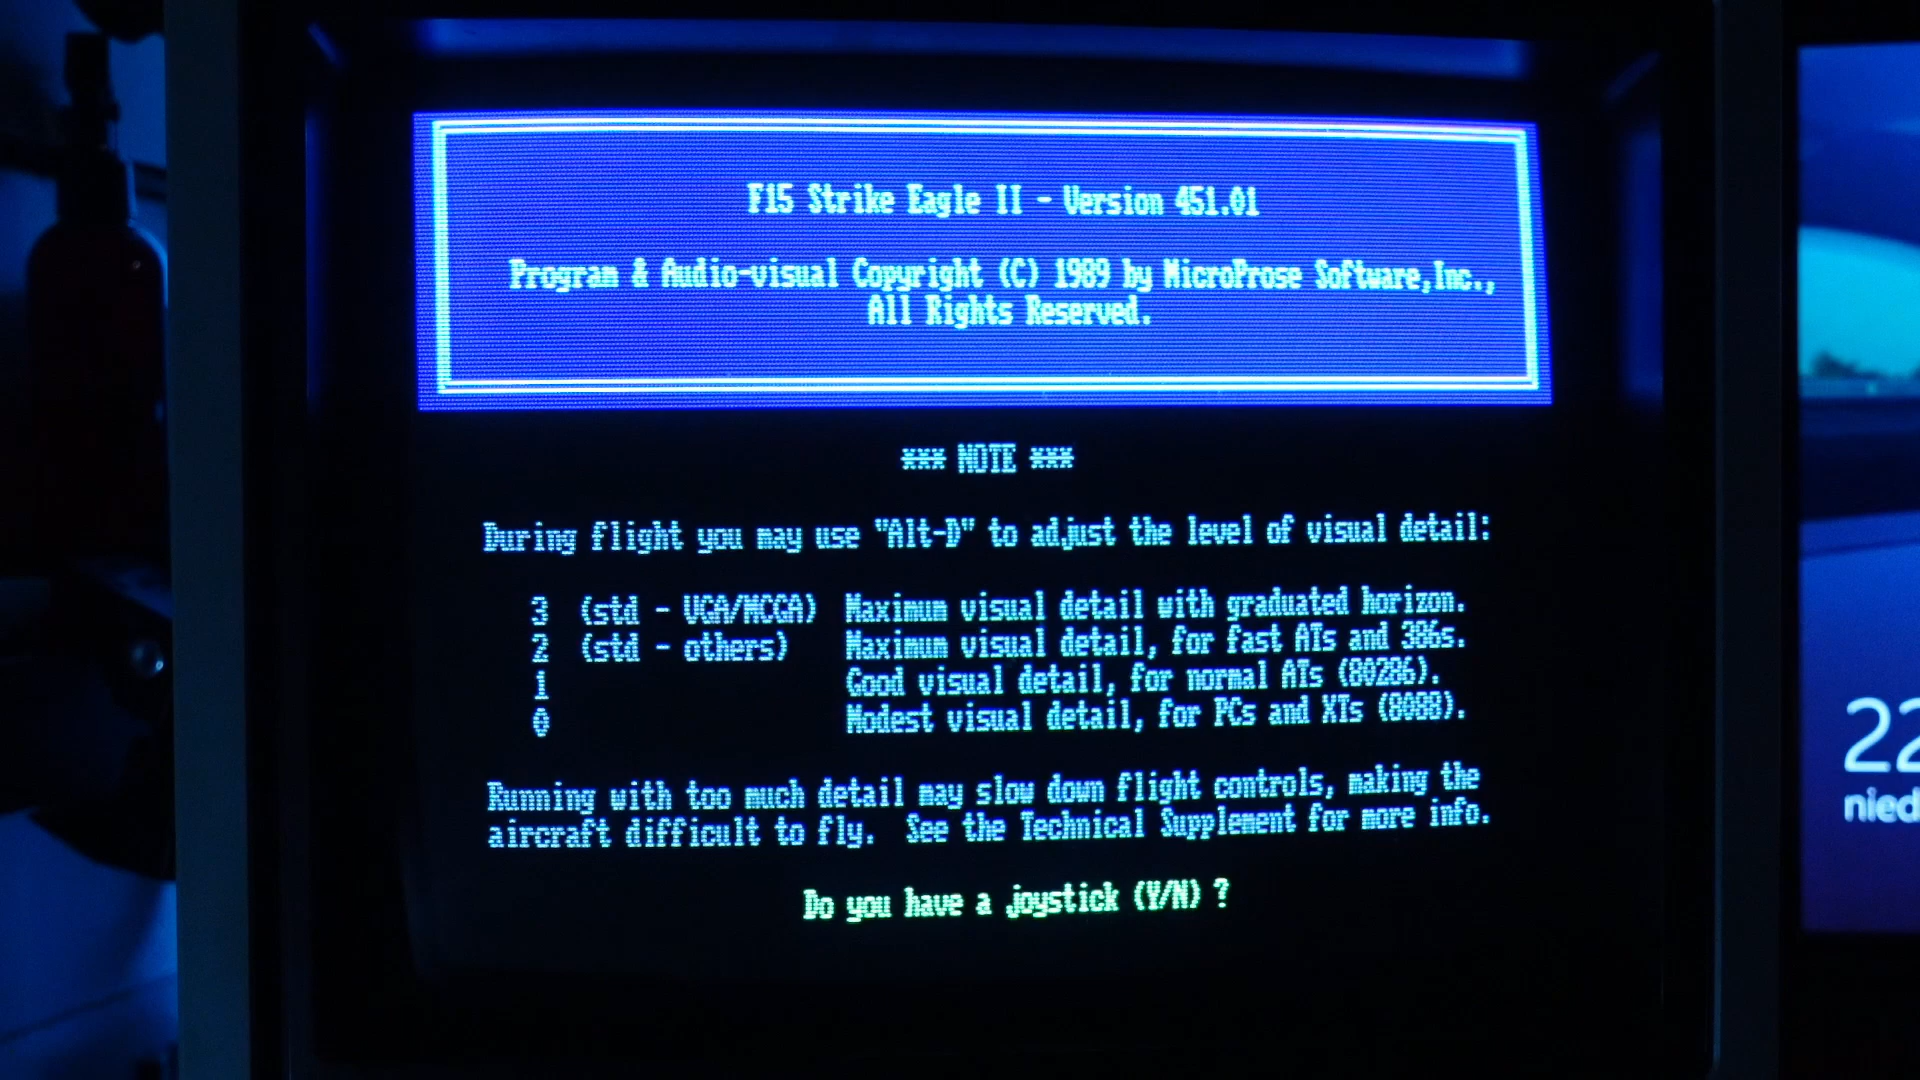 F15 Strike Eagle II - Version 451.01
Program & Audio-visual Copyright (C) 1989 by MicroProse Software,Inc.,
All Rights Reserved.
*** NOTE ***
During flight you may use "Alt-D" to adjust the level of visual detail:
3 (std - VGA/MCGA) Maximum visual detail with graduated horizon.
2 (std - others) Maximum visual detail, for fast ATs and 386s.
1 Good visual detail, for normal ATs (80286).
0 Modest visual detail, for PCs and XTs (8088).
Running with too much detail may slow down flight controls, making the
aircraft difficult to fly. See the Technical Supplement for more info.
Do you have a joystick (Y/N) ?
22
nied